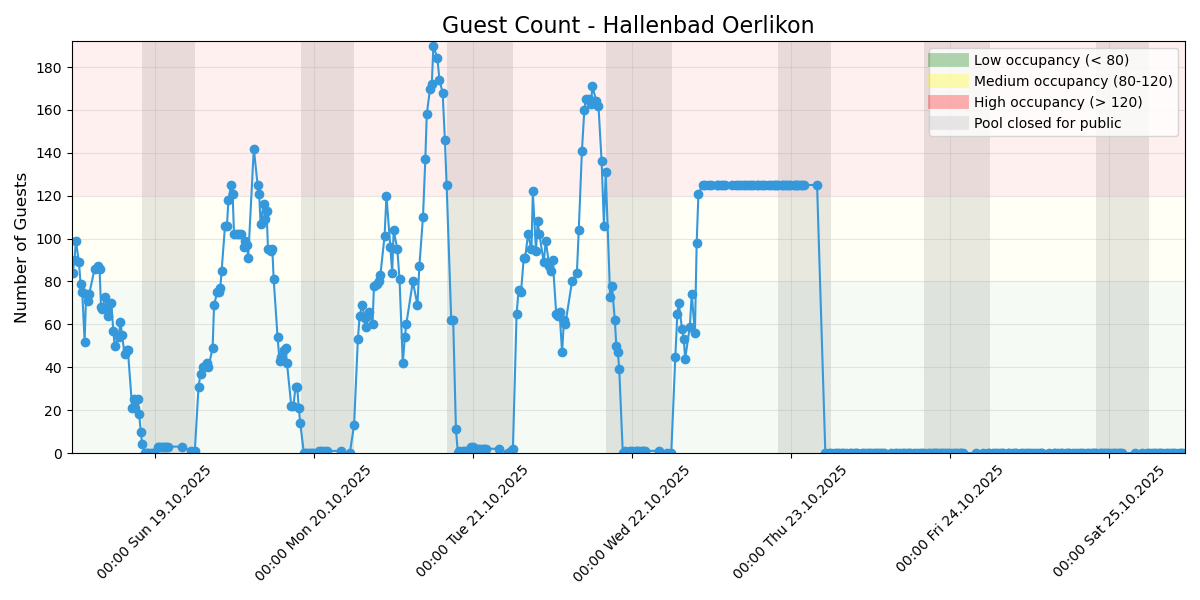 Guest Count - Hallenbad Oerlikon
Low occupancy (< 80)
Medium occupancy (80-120)
High occupancy (> 120)
Pool closed for public
Number of Guests
180
160
140
120
100
80
60
40
20
0
00:00 Sun 19.10.2025
00:00 Mon 20.10.2025
00:00 Tue 21.10.2025
00:00 Wed 22.10.2025
00:00 Thu 23.10.2025
00:00 Fri 24.10.2025
00:00 Sat 25.10.2025